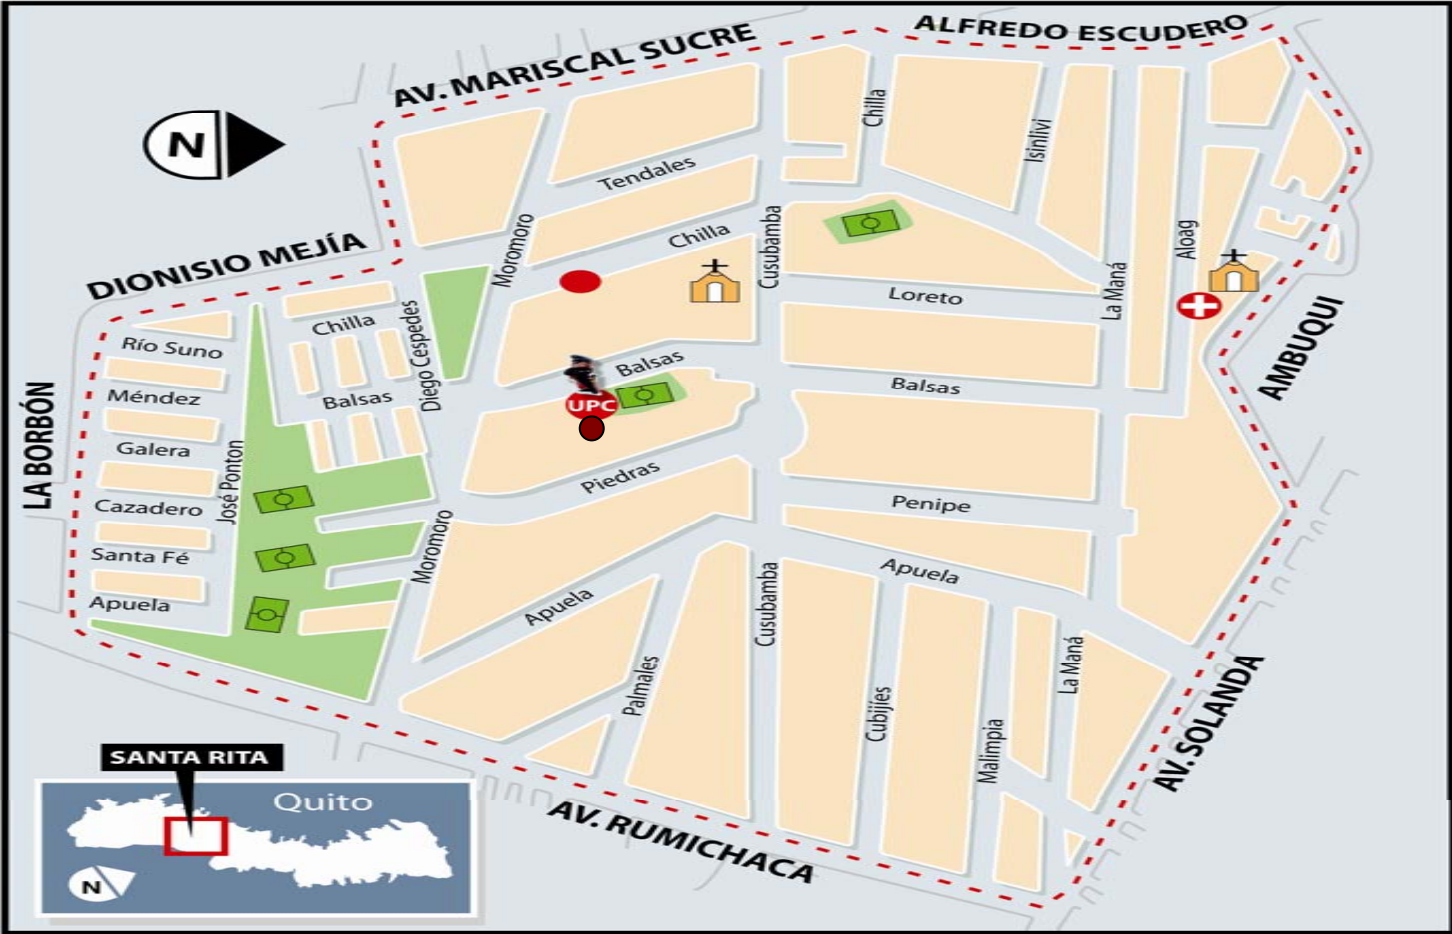 ALFREDO ESCUDERO
AV. MARISCAL SUCRE
N
Chilla
Isinlivi
Tendales
Moromoro
Chilla
Cusubamba
Aloag
DIONISIO MEJÍA
La Maná
Loreto
Chilla
Diego Cespedes
Río Suno
AMBUQUI
Balsas
Balsas
Méndez
Balsas
UPC
LA BORBÓN
Galera
José Ponton
Piedras
Cazadero
Penipe
Moromoro
Santa Fé
Apuela
Apuela
Apuela
Cusubamba
Palmales
La Maná
Cubijíes
Malimpia
AV. SOLANDA
SANTA RITA
Quito
N
AV. RUMICHACA